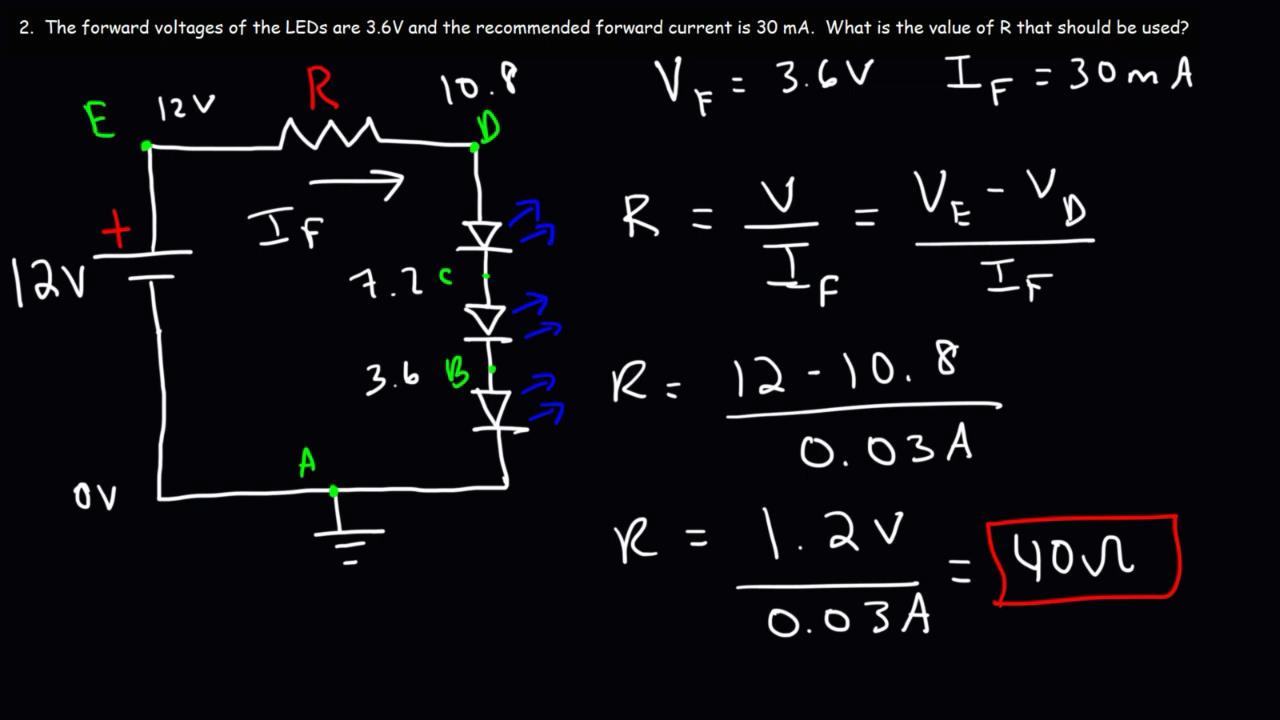 2. The forward voltages of the LEDs are 3.6V and the recommended forward current is 30 mA. What is the value of R that should be used?
V_F = 3.6V I_F = 30mA
E 12V R 10.8 D
I_F
+
12V
7.2 C
3.6 B
A
0V
R = V / I_F = V_E - V_D / I_F
R = 12 - 10.8 / 0.03A
R = 1.2V / 0.03A = 40Ω